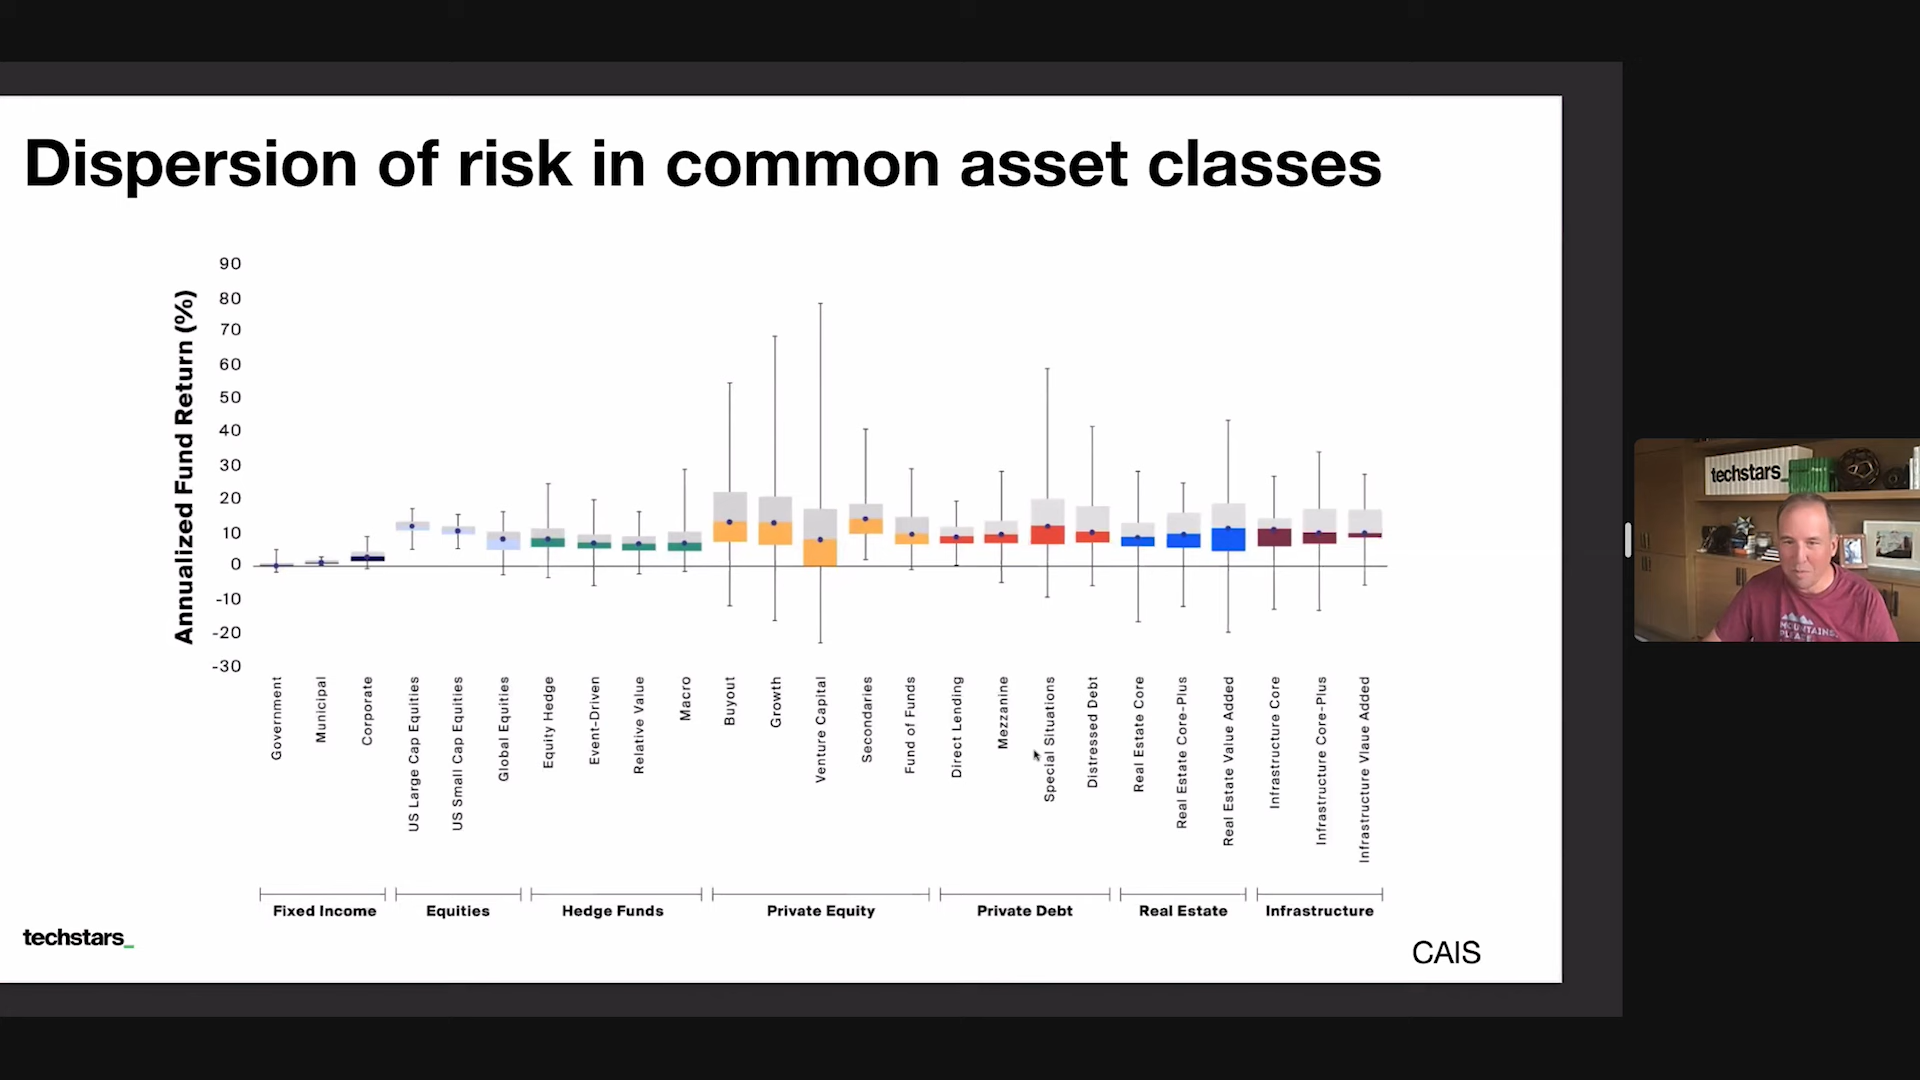 Dispersion of risk in common asset classes
Annualized Fund Return (%)
90
80
70
60
50
40
30
20
10
0
-10
-20
-30
Government
Municipal
Corporate
US Large Cap Equities
US Small Cap Equities
Global Equities
Equity Hedge
Event-Driven
Relative Value
Macro
Buyout
Growth
Venture Capital
Secondaries
Fund of Funds
Direct Lending
Mezzanine
Special Situations
Distressed Debt
Real Estate Core
Real Estate Core-Plus
Real Estate Value Added
Infrastructure Core
Infrastructure Core-Plus
Infrastructure Vlaue Added
Fixed Income
Equities
Hedge Funds
Private Equity
Private Debt
Real Estate
Infrastructure
techstars_
CAIS
techstars_
MOUNTAINS,
PLEASE